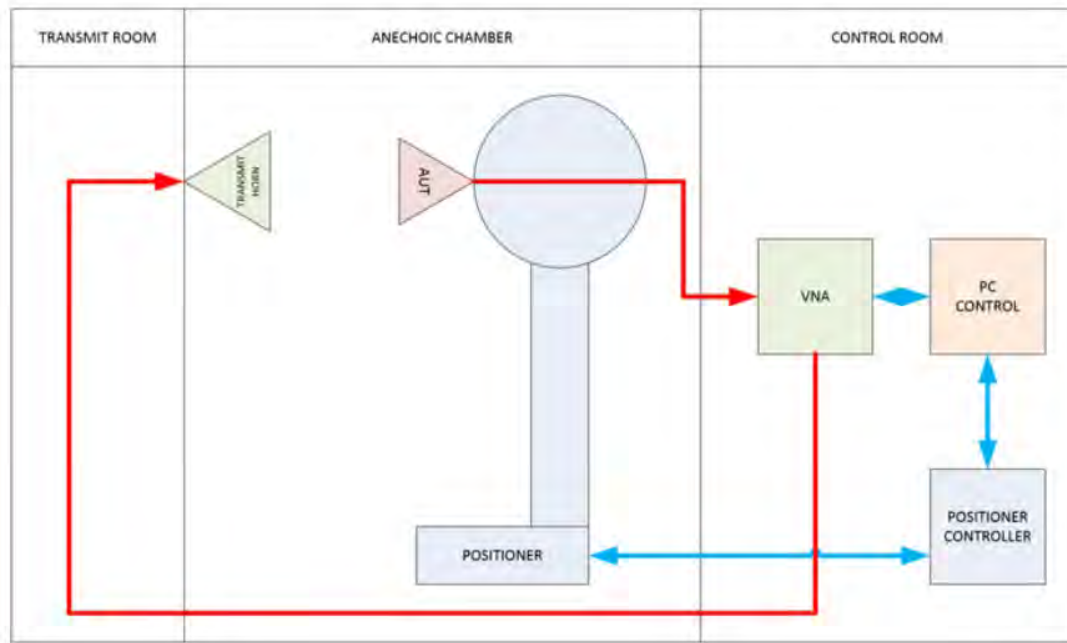 TRANSMIT ROOM
ANECHOIC CHAMBER
CONTROL ROOM
TRANSMIT
HORN
AUT
VNA
PC
CONTROL
POSITIONER
CONTROLLER
POSITIONER